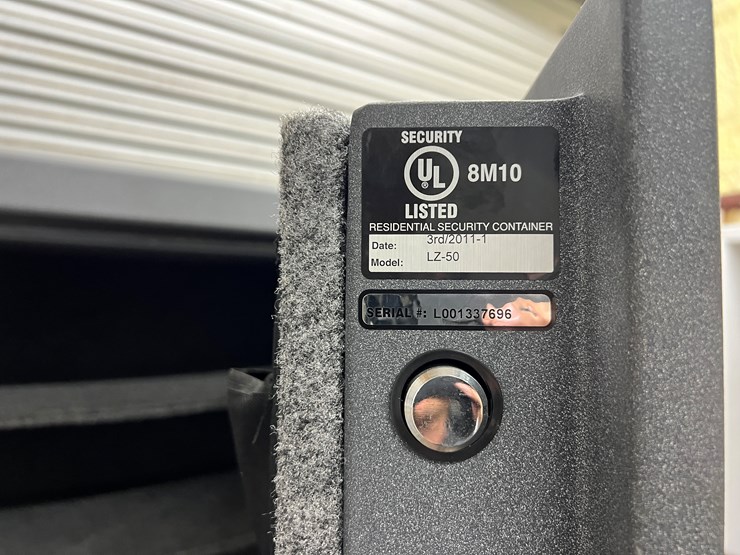 SECURITY
UL
®
8M10
LISTED
RESIDENTIAL SECURITY CONTAINER
Date: 3rd/2011-1
Model: LZ-50
SERIAL #: L001337696